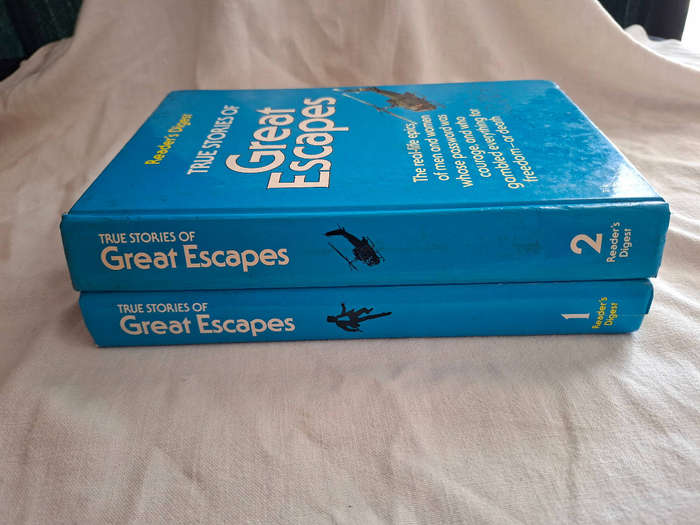 Reader's Digest
TRUE STORIES OF
Great
Escapes
The real-life epics
of men and women
whose password was
courage, and who
gambled everything for
freedom—or death
TRUE STORIES OF
Great Escapes
2
Reader's
Digest
TRUE STORIES OF
Great Escapes
1
Reader's
Digest